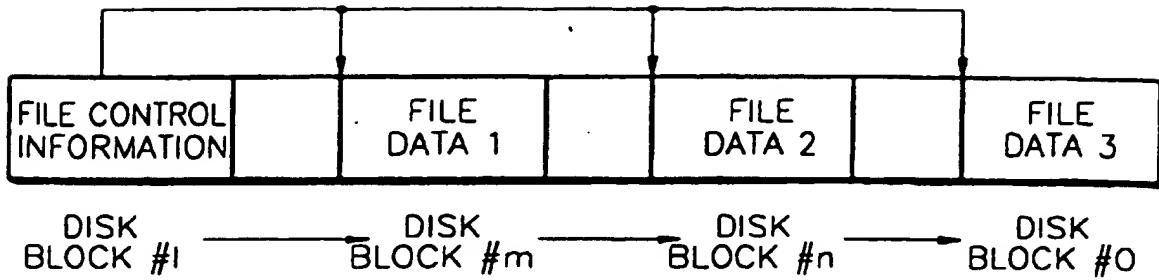 FILE CONTROL
INFORMATION
FILE
DATA 1
FILE
DATA 2
FILE
DATA 3
DISK
BLOCK #l
DISK
BLOCK #m
DISK
BLOCK #n
DISK
BLOCK #O